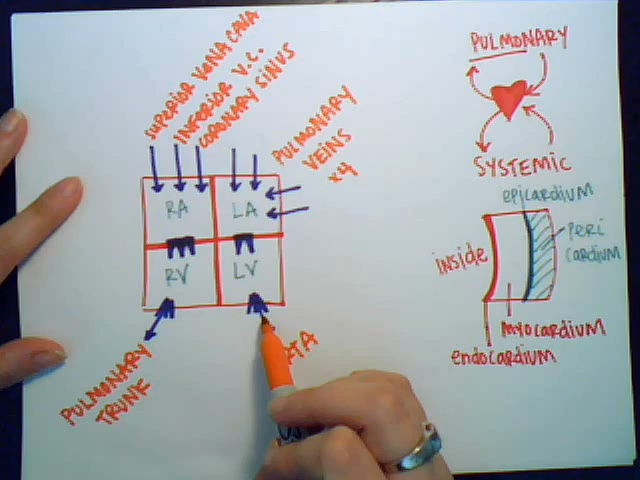 SUPERIOR VENA CAVA
INFERIOR V.C.
CORONARY SINUS
PULMONARY
VEINS
x4
RA
LA
RV
LV
PULMONARY
TRUNK
PULMONARY
SYSTEMIC
epicardium
PERI
CARDIUM
inside
myocardium
endocardium